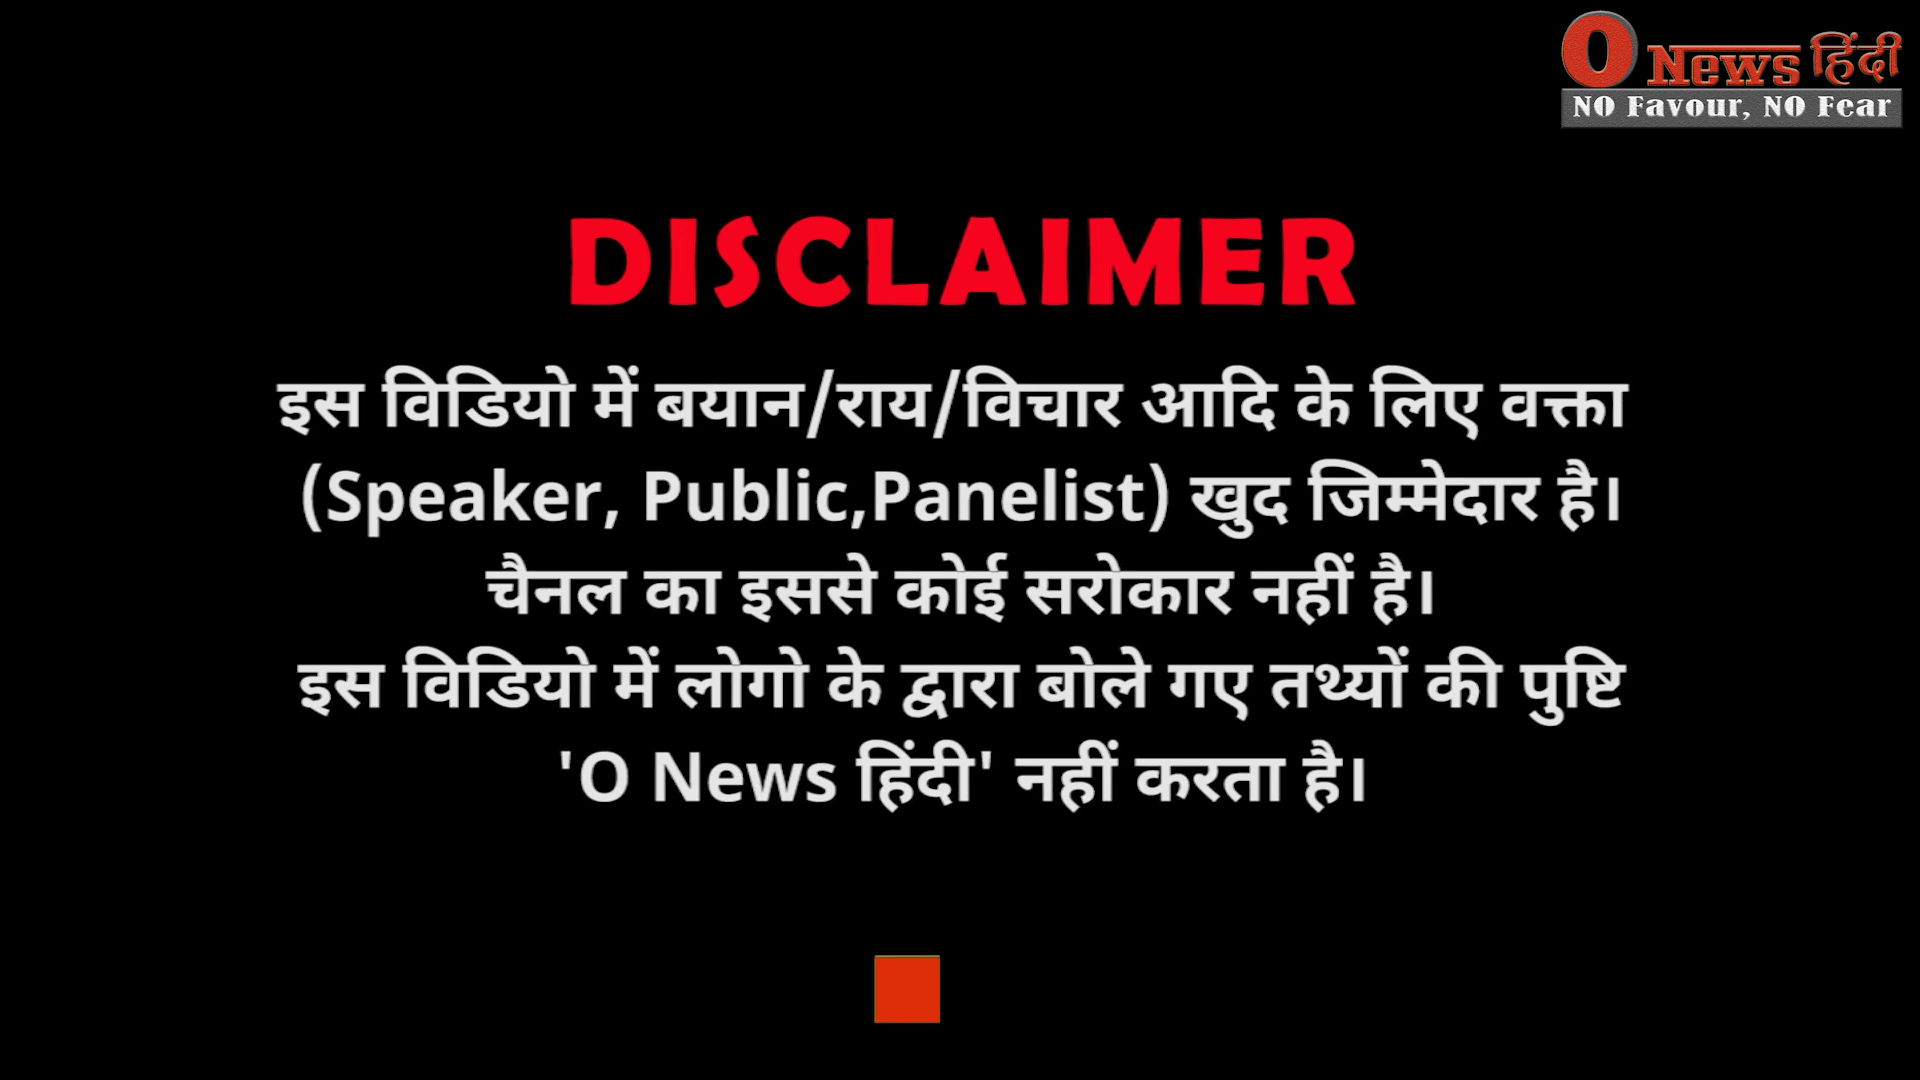 O News हिंदी
NO Favour, NO Fear
DISCLAIMER
इस विडियो में बयान/राय/विचार आदि के लिए वक्ता
(Speaker, Public,Panelist) खुद जिम्मेदार है।
चैनल का इससे कोई सरोकार नहीं है।
इस विडियो में लोगो के द्वारा बोले गए तथ्यों की पुष्टि
'O News हिंदी' नहीं करता है।